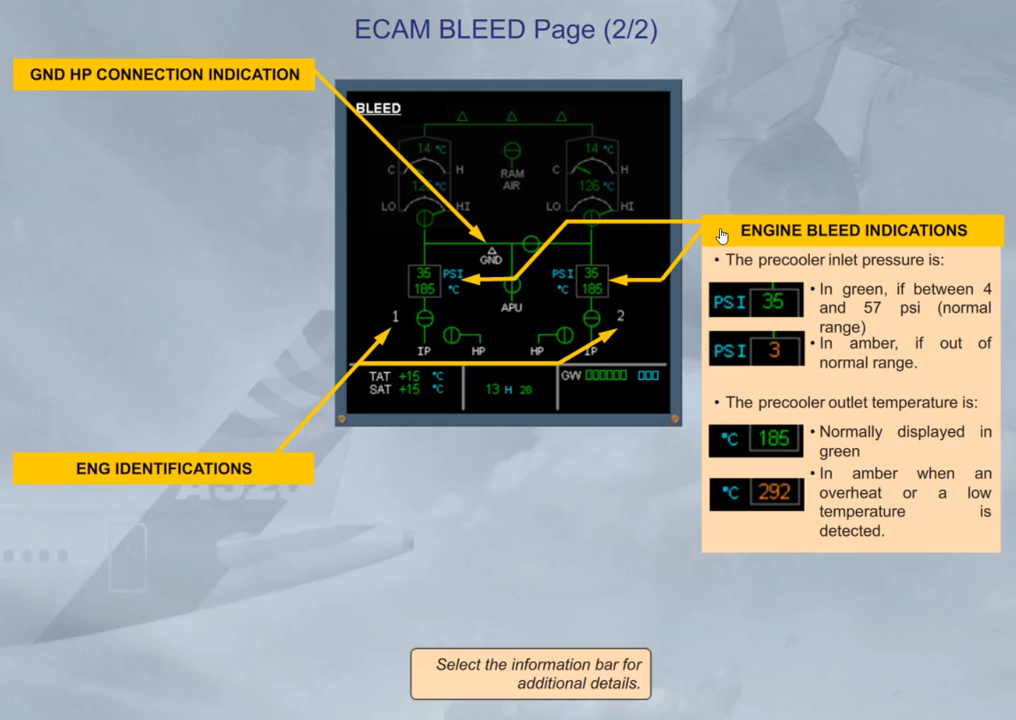 ECAM BLEED Page (2/2)
GND HP CONNECTION INDICATION
BLEED
14 °C
C H
126 °C
LO HI
RAM
AIR
14 °C
C H
126 °C
LO HI
GND
35 PSI
185 °C
APU
PSI 35
°C 185
1
2
IP HP HP IP
TAT +15 °C
SAT +15 °C
13 H 28
GW
ENG IDENTIFICATIONS
ENGINE BLEED INDICATIONS
• The precooler inlet pressure is:
PSI 35
• In green, if between 4
and 57 psi (normal
range)
PSI 3
• In amber, if out of
normal range.
• The precooler outlet temperature is:
°C 185
• Normally displayed in
green
°C 292
• In amber when an
overheat or a low
temperature is
detected.
A320
Select the information bar for
additional details.